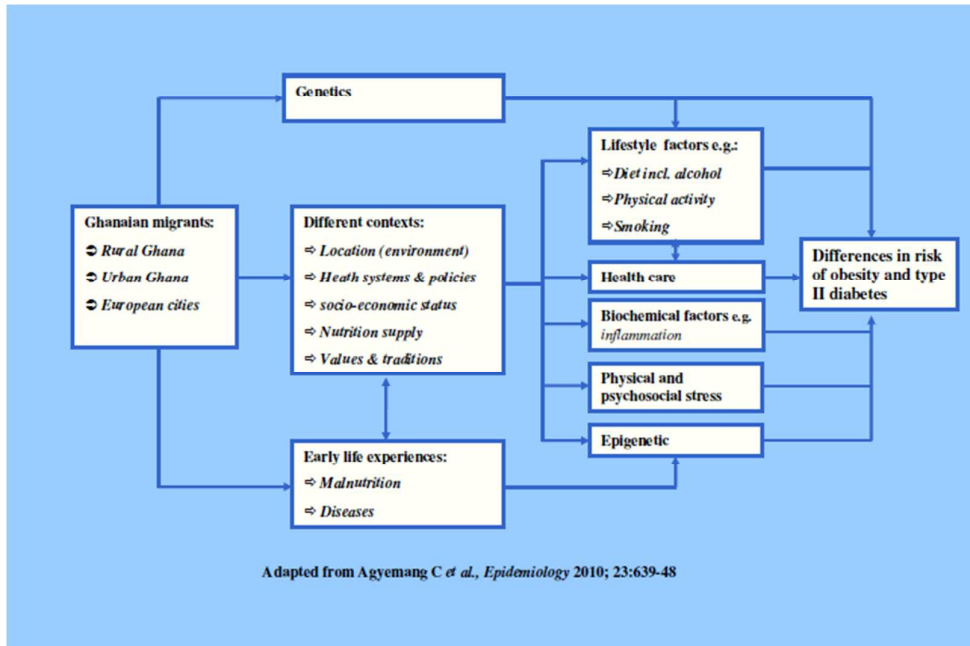 Genetics
Ghanaian migrants:
➲ Rural Ghana
➲ Urban Ghana
➲ European cities
Different contexts:
⇨ Location (environment)
⇨ Heath systems & policies
⇨ socio-economic status
⇨ Nutrition supply
⇨ Values & traditions
Early life experiences:
⇨ Malnutrition
⇨ Diseases
Lifestyle factors e.g.:
⇨Diet incl. alcohol
⇨Physical activity
⇨Smoking
Health care
Biochemical factors e.g.
inflammation
Physical and
psychosocial stress
Epigenetic
Differences in risk
of obesity and type
II diabetes
Adapted from Agyemang C et al., Epidemiology 2010; 23:639-48